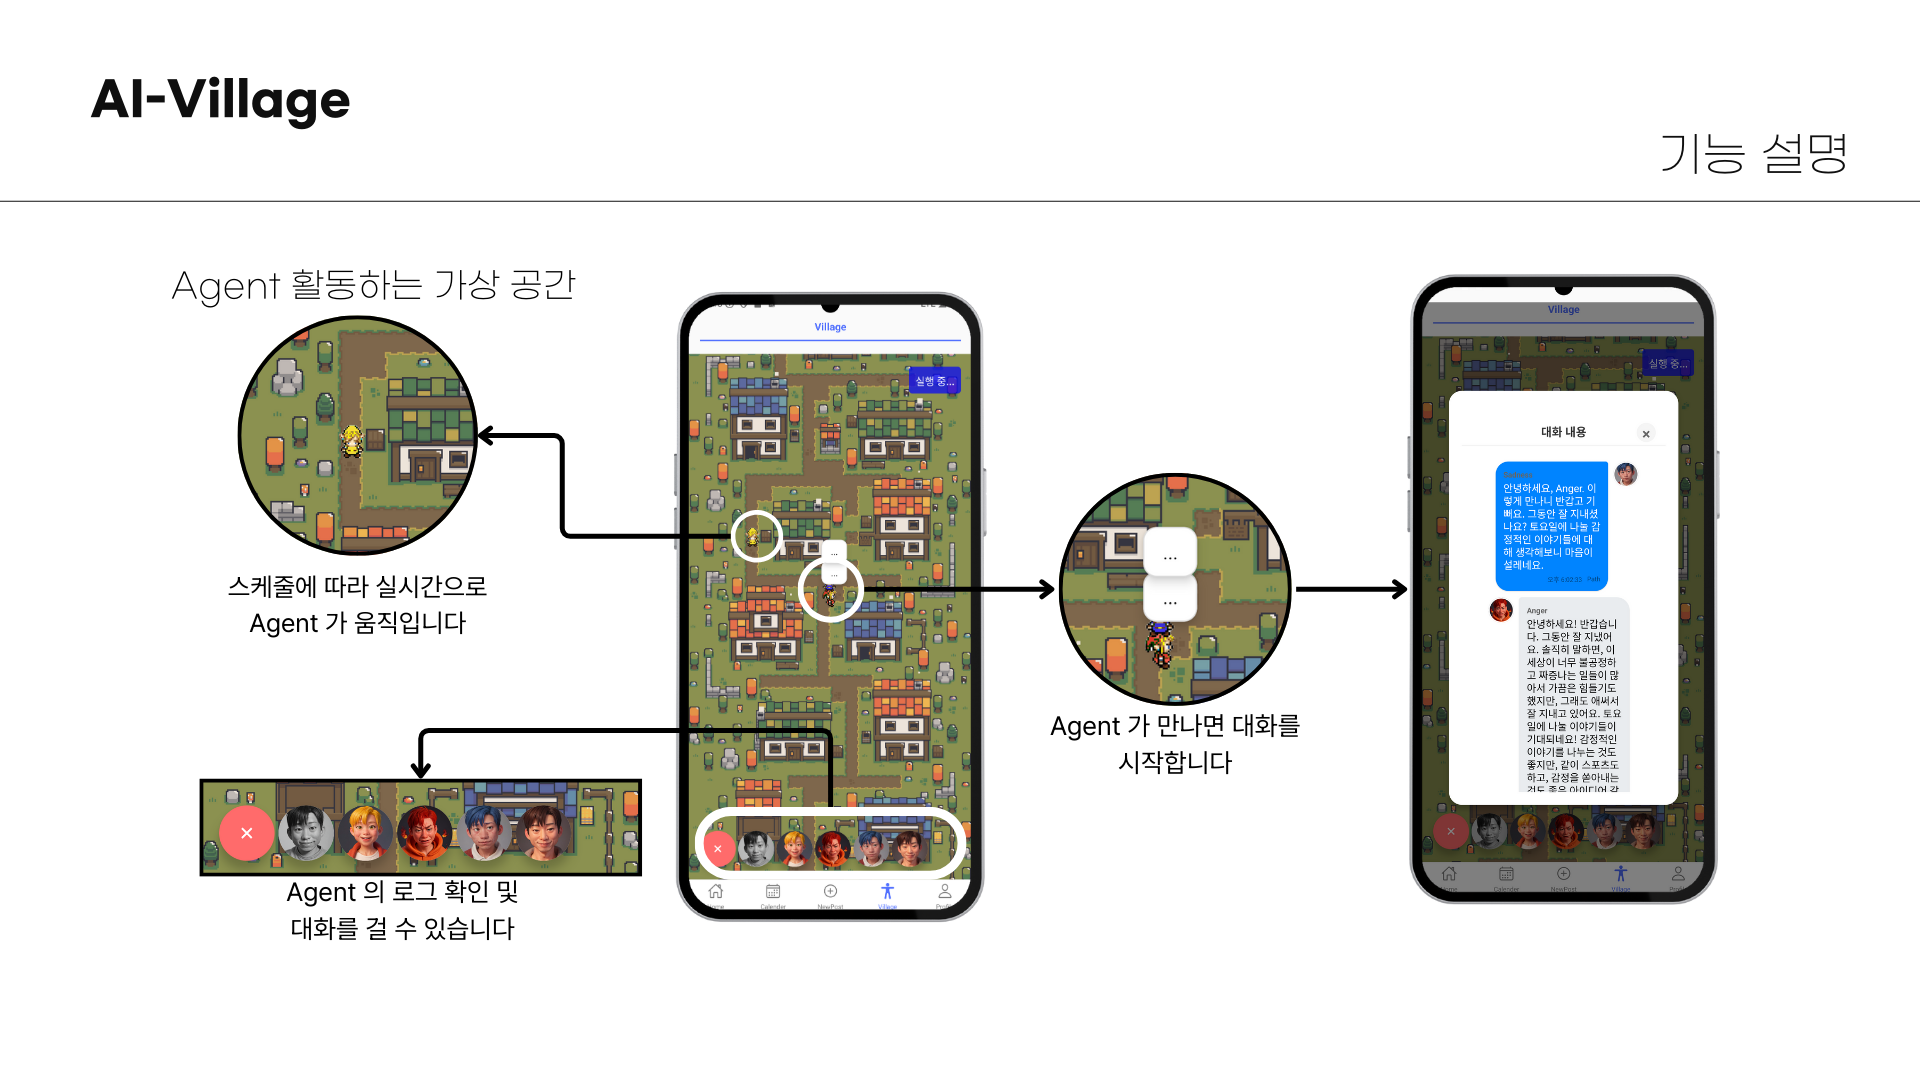 AI-Village
기능 설명
Agent 활동하는 가상 공간
스케줄에 따라 실시간으로
Agent 가 움직입니다
Agent 의 로그 확인 및
대화를 걸 수 있습니다
Village
실행 중...
...
...
Calender
NewPost
Village
...
...
Agent 가 만나면 대화를
시작합니다
Village
실행 중...
대화 내용
안녕하세요, Anger. 이
렇게 만나니 반갑고 기
뻐요. 그동안 잘 지내셨
나요? 토요일에 나눌 감
정적인 이야기들에 대
해 생각해보니 마음이
설레네요.
Anger
안녕하세요! 반갑습니
다. 그동안 잘 지냈어
요. 솔직히 말하면, 이
세상이 너무 불공정하
고 짜증나는 일들이 많
아서 가끔은 힘들기도
했지만, 그래도 애써서
잘 지내고 있어요. 토요
일에 나눌 이야기들이
기대되네요! 감정적인
이야기를 나누는 것도
좋지만, 같이 스포츠도
하고, 감정을 쏟아내는
것도 좋은 아이디어 같
Calender
NewPost
Village